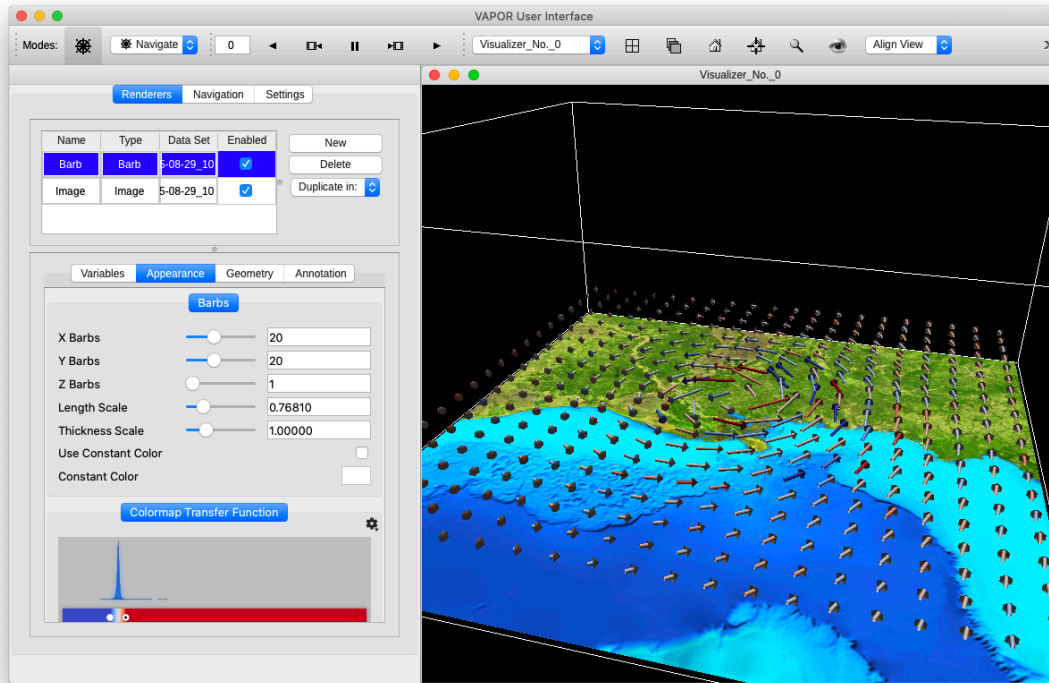 VAPOR User Interface
Modes: Navigate 0 Visualizer_No._0 Align View
Visualizer_No._0
Renderers Navigation Settings
Name Type Data Set Enabled
Barb Barb 5-08-29_10
Image Image 5-08-29_10
New
Delete
Duplicate in:
Variables Appearance Geometry Annotation
Barbs
X Barbs 20
Y Barbs 20
Z Barbs 1
Length Scale 0.76810
Thickness Scale 1.00000
Use Constant Color
Constant Color
Colormap Transfer Function